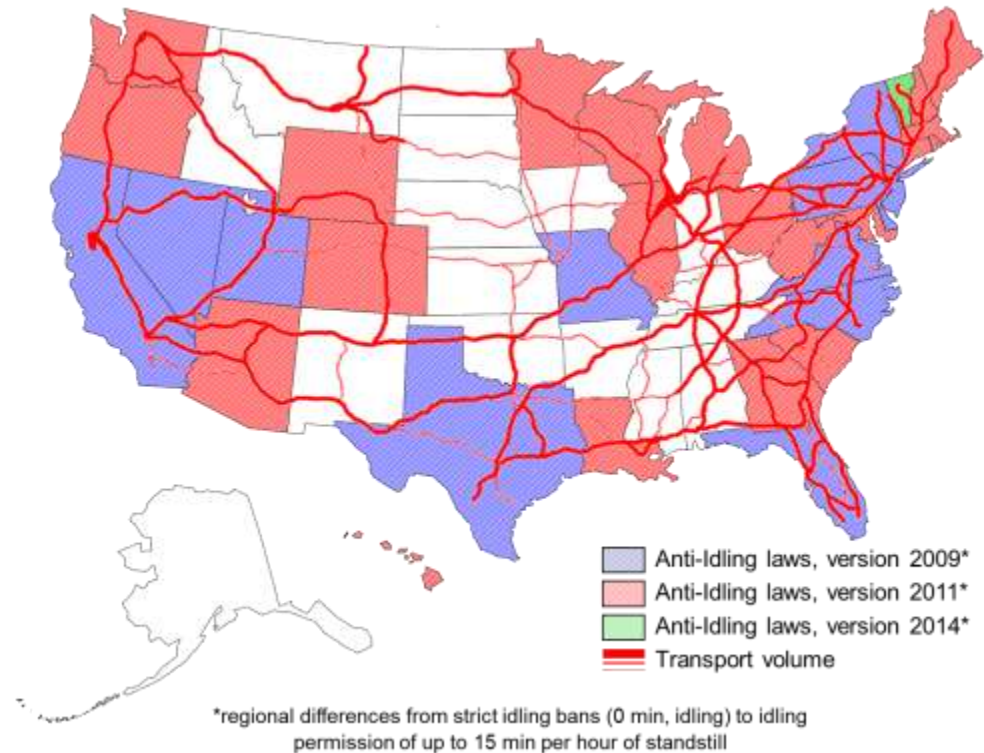 Anti-Idling laws, version 2009*
Anti-Idling laws, version 2011*
Anti-Idling laws, version 2014*
Transport volume
*regional differences from strict idling bans (0 min, idling) to idling
permission of up to 15 min per hour of standstill